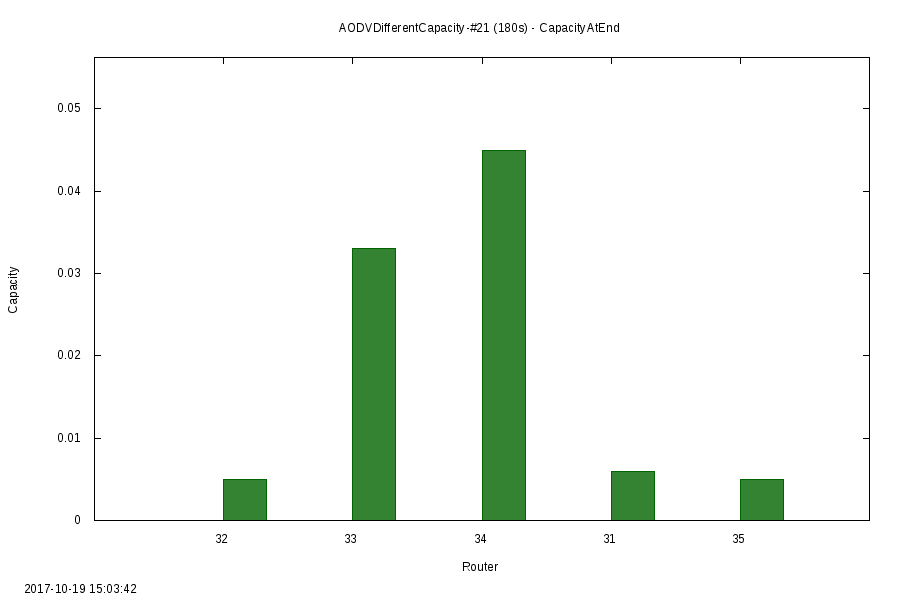 AODVDifferentCapacity-#21 (180s) - CapacityAtEnd
0.05
0.04
0.03
0.02
0.01
0
Capacity
32 33 34 31 35
Router
2017-10-19 15:03:42